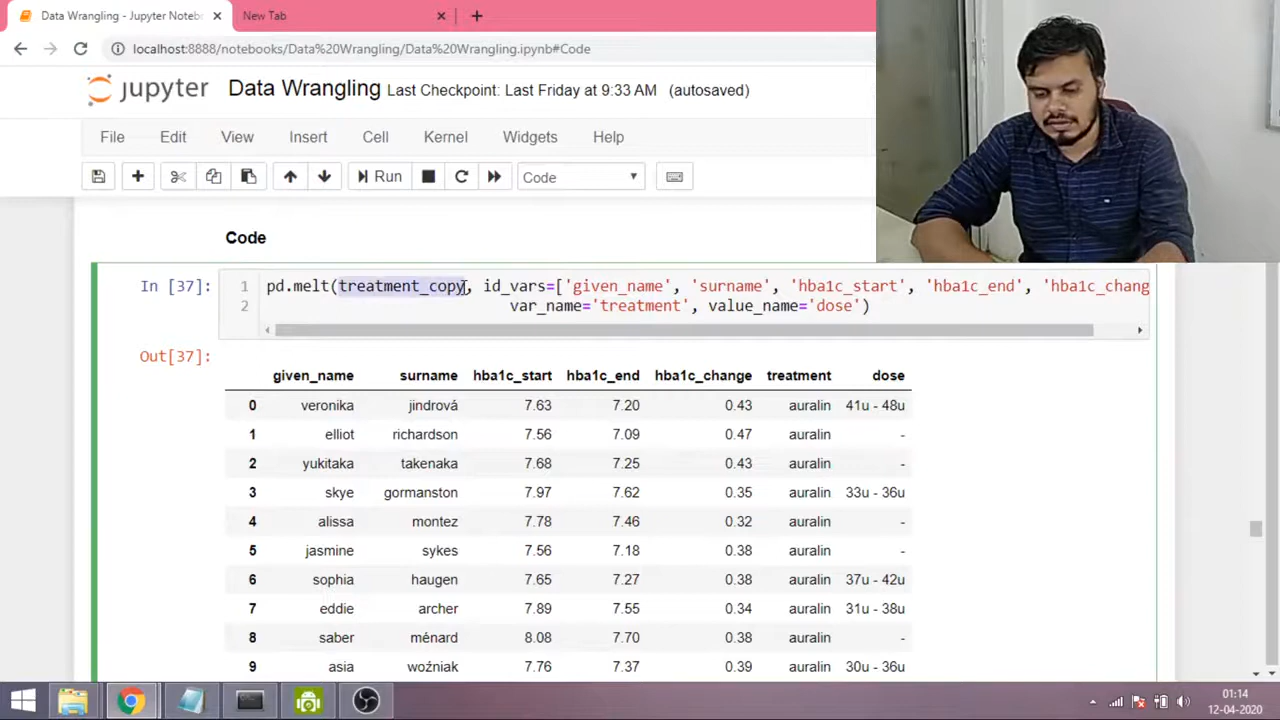 Data Wrangling - Jupyter Noteb
New Tab
localhost:8888/notebooks/Data%20Wrangling/Data%20Wrangling.ipynb#Code
jupyter Data Wrangling Last Checkpoint: Last Friday at 9:33 AM (autosaved)
File Edit View Insert Cell Kernel Widgets Help
Run Code
Code
In [37]: 1 pd.melt(treatment_copy, id_vars=['given_name', 'surname', 'hba1c_start', 'hba1c_end', 'hba1c_chang
2 var_name='treatment', value_name='dose')
Out[37]:
given_name surname hba1c_start hba1c_end hba1c_change treatment dose
0 veronika jindrová 7.63 7.20 0.43 auralin 41u - 48u
1 elliot richardson 7.56 7.09 0.47 auralin -
2 yukitaka takenaka 7.68 7.25 0.43 auralin -
3 skye gormanston 7.97 7.62 0.35 auralin 33u - 36u
4 alissa montez 7.78 7.46 0.32 auralin -
5 jasmine sykes 7.56 7.18 0.38 auralin -
6 sophia haugen 7.65 7.27 0.38 auralin 37u - 42u
7 eddie archer 7.89 7.55 0.34 auralin 31u - 38u
8 saber ménard 8.08 7.70 0.38 auralin -
9 asia woźniak 7.76 7.37 0.39 auralin 30u - 36u
01:14
12-04-2020